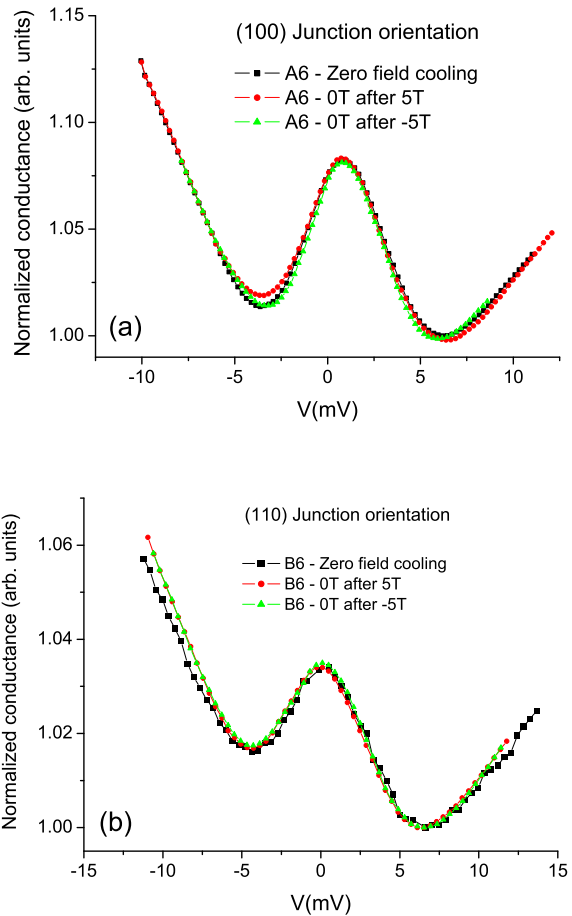 1.15
(100) Junction orientation
A6 - Zero field cooling
A6 - 0T after 5T
A6 - 0T after -5T
1.10
1.05
1.00
Normalized conductance (arb. units)
(a)
-10 -5 0 5 10
V(mV)
(110) Junction orientation
B6 - Zero field cooling
B6 - 0T after 5T
B6 - 0T after -5T
1.06
1.04
1.02
1.00
Normalized conductance (arb. units)
(b)
-15 -10 -5 0 5 10 15
V(mV)